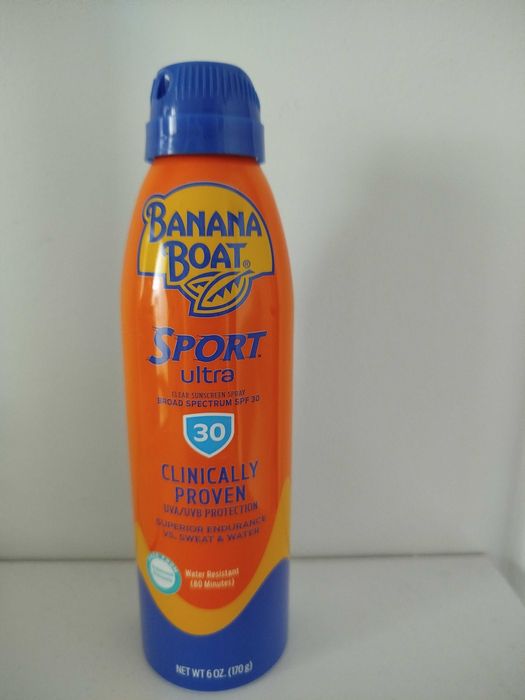 BANANA
BOAT®
SPORT
ultra
CLEAR SUNSCREEN SPRAY
BROAD SPECTRUM SPF 30
30
CLINICALLY
PROVEN
UVA/UVB PROTECTION
SUPERIOR ENDURANCE
VS. SWEAT & WATER
Water Resistant
(80 Minutes)
NET WT 6 OZ. (170 g)